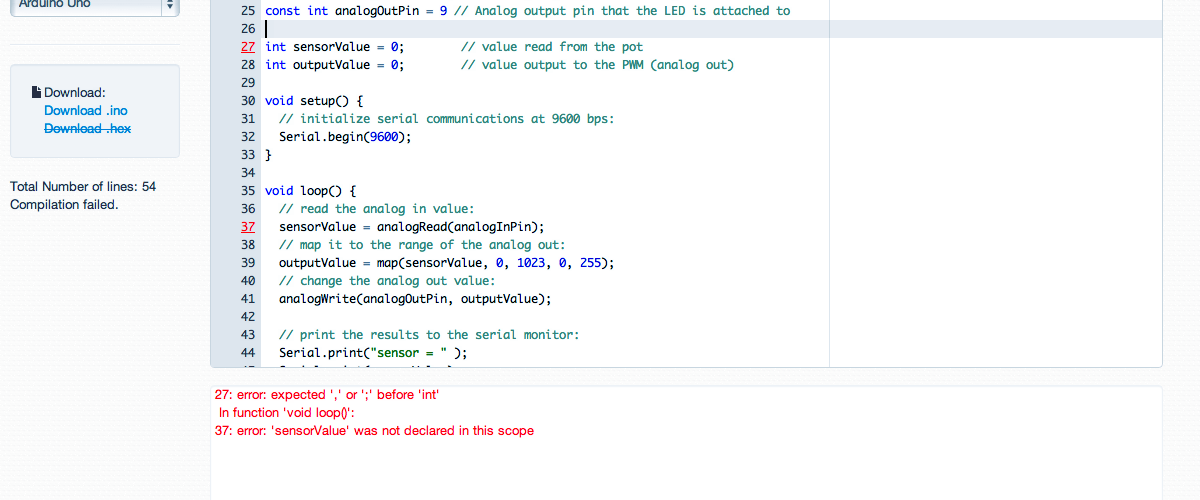 Arduino Uno
Download:
Download .ino
Download .hex
Total Number of lines: 54
Compilation failed.
25 const int analogOutPin = 9 // Analog output pin that the LED is attached to
26
27 int sensorValue = 0;        // value read from the pot
28 int outputValue = 0;        // value output to the PWM (analog out)
29
30 void setup() {
31   // initialize serial communications at 9600 bps:
32   Serial.begin(9600);
33 }
34
35 void loop() {
36   // read the analog in value:
37   sensorValue = analogRead(analogInPin);
38   // map it to the range of the analog out:
39   outputValue = map(sensorValue, 0, 1023, 0, 255);
40   // change the analog out value:
41   analogWrite(analogOutPin, outputValue);
42
43   // print the results to the serial monitor:
44   Serial.print("sensor = " );
27: error: expected ',' or ';' before 'int'
In function 'void loop()':
37: error: 'sensorValue' was not declared in this scope